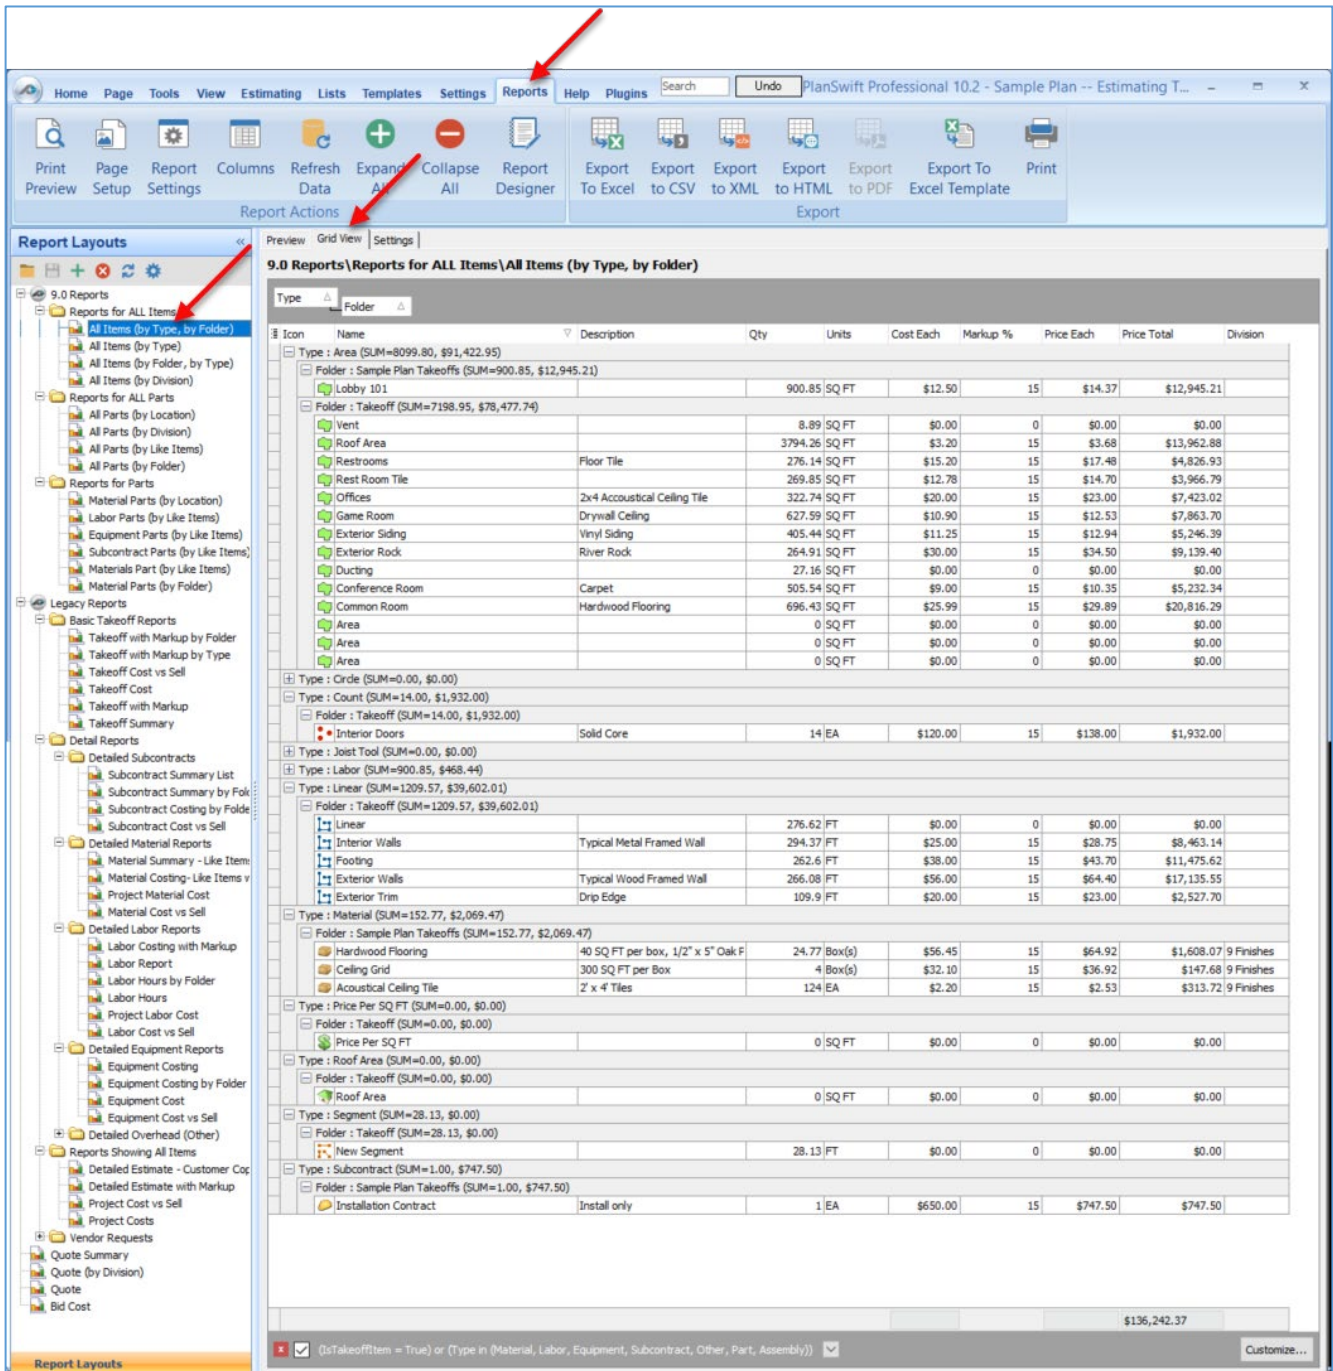 Home Page Tools View Estimating Lists Templates Settings Reports Help Plugins Search Undo PlanSwift Professional 10.2 - Sample Plan -- Estimating T...
Print Preview Page Setup Report Settings Columns Refresh Data Expand All Collapse All Report Designer Export To Excel Export to CSV Export to XML Export to HTML Export to PDF Export To Excel Template Print
Report Actions Export
Report Layouts «
9.0 Reports
Reports for ALL Items
All Items (by Type, by Folder)
All Items (by Type)
All Items (by Folder, by Type)
All Items (by Division)
Reports for ALL Parts
All Parts (by Location)
All Parts (by Division)
All Parts (by Like Items)
All Parts (by Folder)
Reports for Parts
Material Parts (by Location)
Labor Parts (by Like Items)
Equipment Parts (by Like Items)
Subcontract Parts (by Like Items)
Materials Part (by Like Items)
Material Parts (by Folder)
Legacy Reports
Basic Takeoff Reports
Takeoff with Markup by Folder
Takeoff with Markup by Type
Takeoff Cost vs Sell
Takeoff Cost
Takeoff with Markup
Takeoff Summary
Detail Reports
Detailed Subcontracts
Subcontract Summary List
Subcontract Summary by Fol
Subcontract Costing by Folde
Subcontract Cost vs Sell
Detailed Material Reports
Material Summary - Like Item
Material Costing- Like Items v
Project Material Cost
Material Cost vs Sell
Detailed Labor Reports
Labor Costing with Markup
Labor Report
Labor Hours by Folder
Labor Hours
Project Labor Cost
Labor Cost vs Sell
Detailed Equipment Reports
Equipment Costing
Equipment Costing by Folder
Equipment Cost
Equipment Cost vs Sell
Detailed Overhead (Other)
Reports Showing All Items
Detailed Estimate - Customer Cop
Detailed Estimate with Markup
Project Cost vs Sell
Project Costs
Vendor Requests
Quote Summary
Quote (by Division)
Quote
Bid Cost
Report Layouts
Preview Grid View Settings
9.0 Reports\Reports for ALL Items\All Items (by Type, by Folder)
Type
Folder
Icon Name Description Qty Units Cost Each Markup % Price Each Price Total Division
Type : Area (SUM=8099.80, $91,422.95)
Folder : Sample Plan Takeoffs (SUM=900.85, $12,945.21)
Lobby 101 900.85 SQ FT $12.50 15 $14.37 $12,945.21
Folder : Takeoff (SUM=7198.95, $78,477.74)
Vent 8.89 SQ FT $0.00 0 $0.00 $0.00
Roof Area 3794.26 SQ FT $3.20 15 $3.68 $13,962.88
Restrooms Floor Tile 276.14 SQ FT $15.20 15 $17.48 $4,826.93
Rest Room Tile 269.85 SQ FT $12.78 15 $14.70 $3,966.79
Offices 2x4 Accoustical Ceiling Tile 322.74 SQ FT $20.00 15 $23.00 $7,423.02
Game Room Drywall Ceiling 627.59 SQ FT $10.90 15 $12.53 $7,863.70
Exterior Siding Vinyl Siding 405.44 SQ FT $11.25 15 $12.94 $5,246.39
Exterior Rock River Rock 264.91 SQ FT $30.00 15 $34.50 $9,139.40
Ducting 27.16 SQ FT $0.00 0 $0.00 $0.00
Conference Room Carpet 505.54 SQ FT $9.00 15 $10.35 $5,232.34
Common Room Hardwood Flooring 696.43 SQ FT $25.99 15 $29.89 $20,816.29
Area 0 SQ FT $0.00 0 $0.00 $0.00
Area 0 SQ FT $0.00 0 $0.00 $0.00
Area 0 SQ FT $0.00 0 $0.00 $0.00
Type : Circle (SUM=0.00, $0.00)
Type : Count (SUM=14.00, $1,932.00)
Folder : Takeoff (SUM=14.00, $1,932.00)
Interior Doors Solid Core 14 EA $120.00 15 $138.00 $1,932.00
Type : Joist Tool (SUM=0.00, $0.00)
Type : Labor (SUM=900.85, $468.44)
Type : Linear (SUM=1209.57, $39,602.01)
Folder : Takeoff (SUM=1209.57, $39,602.01)
Linear 276.62 FT $0.00 0 $0.00 $0.00
Interior Walls Typical Metal Framed Wall 294.37 FT $25.00 15 $28.75 $8,463.14
Footing 262.6 FT $38.00 15 $43.70 $11,475.62
Exterior Walls Typical Wood Framed Wall 266.08 FT $56.00 15 $64.40 $17,135.55
Exterior Trim Drip Edge 109.9 FT $20.00 15 $23.00 $2,527.70
Type : Material (SUM=152.77, $2,069.47)
Folder : Sample Plan Takeoffs (SUM=152.77, $2,069.47)
Hardwood Flooring 40 SQ FT per box, 1/2" x 5" Oak F 24.77 Box(s) $56.45 15 $64.92 $1,608.07 9 Finishes
Ceiling Grid 300 SQ FT per Box 4 Box(s) $32.10 15 $36.92 $147.68 9 Finishes
Acoustical Ceiling Tile 2' x 4' Tiles 124 EA $2.20 15 $2.53 $313.72 9 Finishes
Type : Price Per SQ FT (SUM=0.00, $0.00)
Folder : Takeoff (SUM=0.00, $0.00)
Price Per SQ FT 0 SQ FT $0.00 0 $0.00 $0.00
Type : Roof Area (SUM=0.00, $0.00)
Folder : Takeoff (SUM=0.00, $0.00)
Roof Area 0 SQ FT $0.00 0 $0.00 $0.00
Type : Segment (SUM=28.13, $0.00)
Folder : Takeoff (SUM=28.13, $0.00)
New Segment 28.13 FT $0.00 0 $0.00 $0.00
Type : Subcontract (SUM=1.00, $747.50)
Folder : Sample Plan Takeoffs (SUM=1.00, $747.50)
Installation Contract Install only 1 EA $650.00 15 $747.50 $747.50
$136,242.37
(IsTakeoffItem = True) or (Type in (Material, Labor, Equipment, Subcontract, Other, Part, Assembly)) Customize...